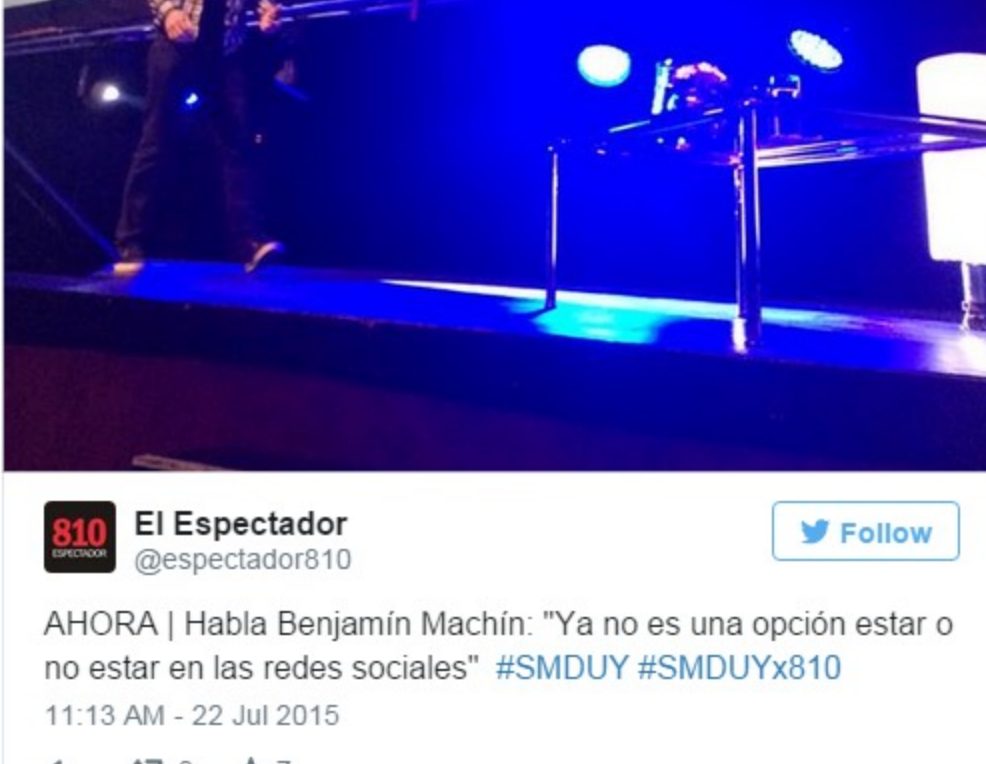 810
ESPECTADOR
El Espectador
@espectador810
Follow
AHORA | Habla Benjamín Machín: "Ya no es una opción estar o
no estar en las redes sociales" #SMDUY #SMDUYx810
11:13 AM - 22 Jul 2015